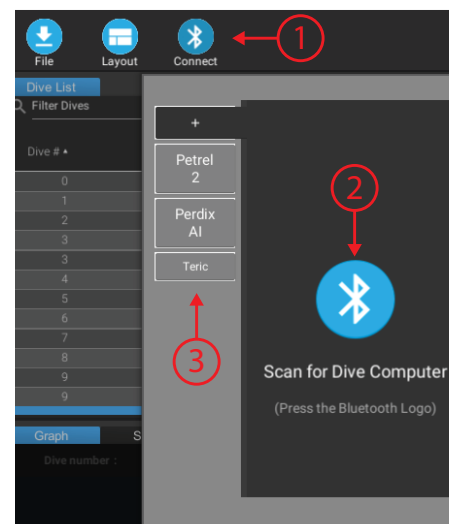 File
Layout
Connect
1
Dive List
Filter Dives
Dive #
0
1
2
3
3
4
5
6
7
8
9
9
Graph
S
Dive number :
+
Petrel
2
Perdix
AI
Teric
3
2
Scan for Dive Computer
(Press the Bluetooth Logo)